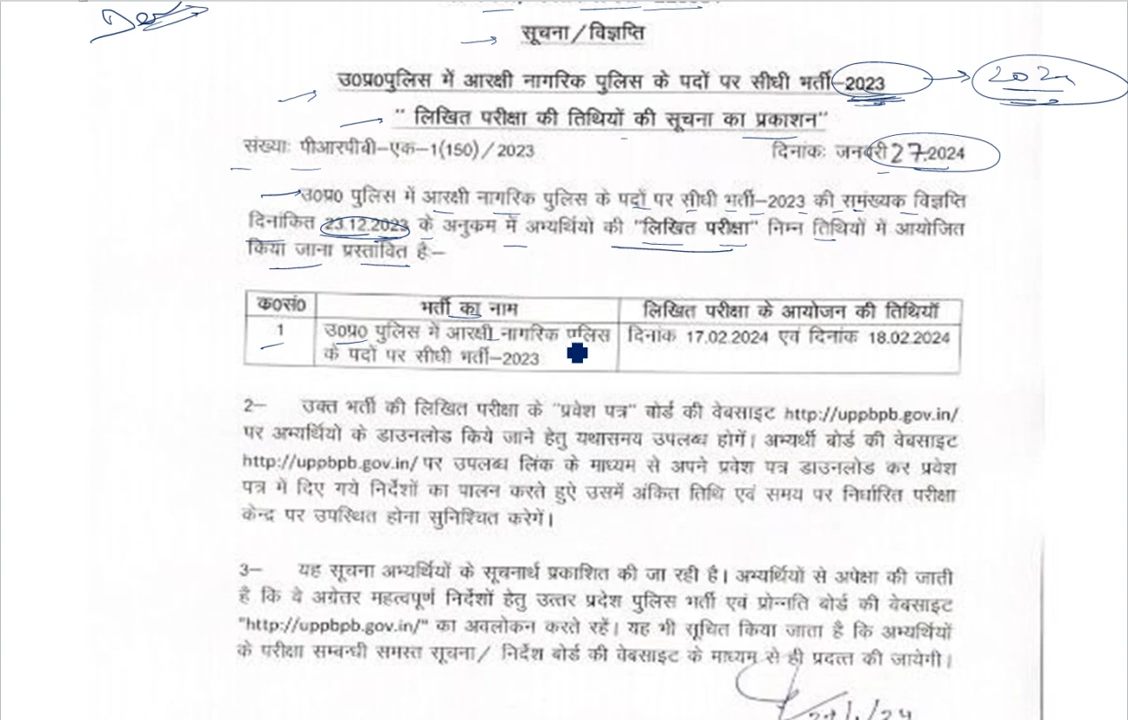 सूचना/विज्ञप्ति
उ0प्र0पुलिस में आरक्षी नागरिक पुलिस के पदों पर सीधी भर्ती–2023
202
" लिखित परीक्षा की तिथियों की सूचना का प्रकाशन"
संख्याः पीआरपीबी–एक–1(150)/2023 दिनांकः जनवरी 27,2024
उ0प्र0 पुलिस में आरक्षी नागरिक पुलिस के पदों पर सीधी भर्ती–2023 की समंख्यक विज्ञप्ति
दिनांकित 23.12.2023 के अनुकम में अभ्यर्थियो की "लिखित परीक्षा" निम्न तिथियों में आयोजित
किया जाना प्रस्तावित हैः–
क0सं0 भर्ती का नाम लिखित परीक्षा के आयोजन की तिथियॉ
1 उ0प्र0 पुलिस में आरक्षी नागरिक पुलिस दिनांक 17.02.2024 एवं दिनांक 18.02.2024
के पदों पर सीधी भर्ती–2023
2– उक्त भर्ती की लिखित परीक्षा के "प्रवेश पत्र" बोर्ड की वेबसाइट http://uppbpb.gov.in/
पर अभ्यर्थियों के डाउनलोड किये जाने हेतु यथासमय उपलब्ध होगें। अभ्यर्थी बोर्ड की वेबसाइट
http://uppbpb.gov.in/ पर उपलब्ध लिंक के माध्यम से अपने प्रवेश पत्र डाउनलोड कर प्रवेश
पत्र में दिए गये निर्देशों का पालन करते हुऐ उसमें अंकित तिथि एवं समय पर निर्धारित परीक्षा
केन्द्र पर उपस्थित होना सुनिश्चित करेगें।
3– यह सूचना अभ्यर्थियों के सूचनार्थ प्रकाशित की जा रही है। अभ्यर्थियों से अपेक्षा की जाती
है कि वे अग्रेत्तर महत्वपूर्ण निर्देशों हेतु उत्तर प्रदेश पुलिस भर्ती एवं प्रोन्नति बोर्ड की वेबसाइट
"http://uppbpb.gov.in/" का अवलोकन करते रहें। यह भी सूचित किया जाता है कि अभ्यर्थियों
के परीक्षा सम्बन्धी समस्त सूचना/ निर्देश बोर्ड की वेबसाइट के माध्यम से ही प्रदत्त की जायेगी।